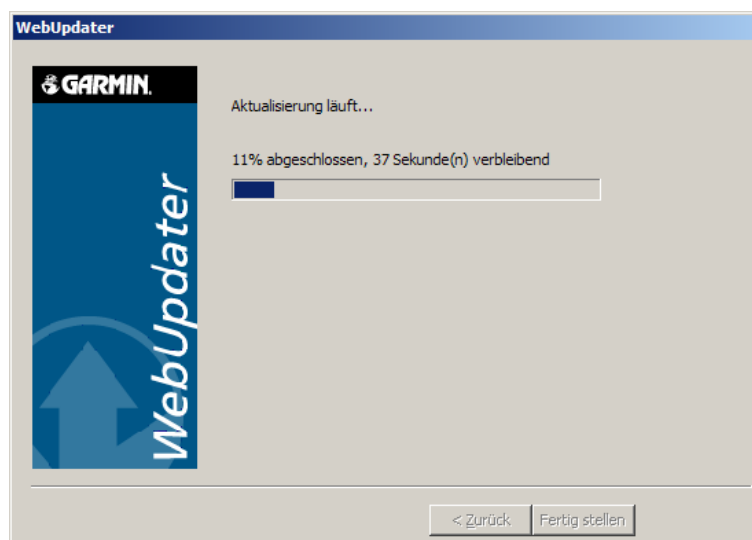 WebUpdater
GARMIN.
WebUpdater
Aktualisierung läuft...
11% abgeschlossen, 37 Sekunde(n) verbleibend
< Zurück
Fertig stellen